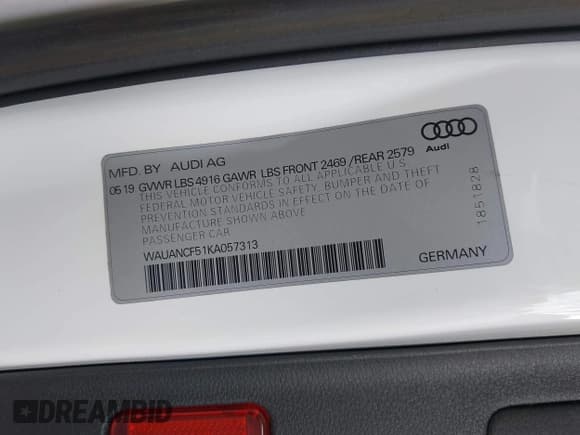 MFD. BY AUDI AG
05 19 GVWR LBS 4916 GAWR LBS FRONT 2469 /REAR 2579
THIS VEHICLE CONFORMS TO ALL APPLICABLE U.S.
FEDERAL MOTOR VEHICLE SAFETY, BUMPER AND THEFT
PREVENTION STANDARDS IN EFFECT ON THE DATE OF
MANUFACTURE SHOWN ABOVE
PASSENGER CAR
WAUANCF51KA057313
Audi
1851828
GERMANY
DREAMBID